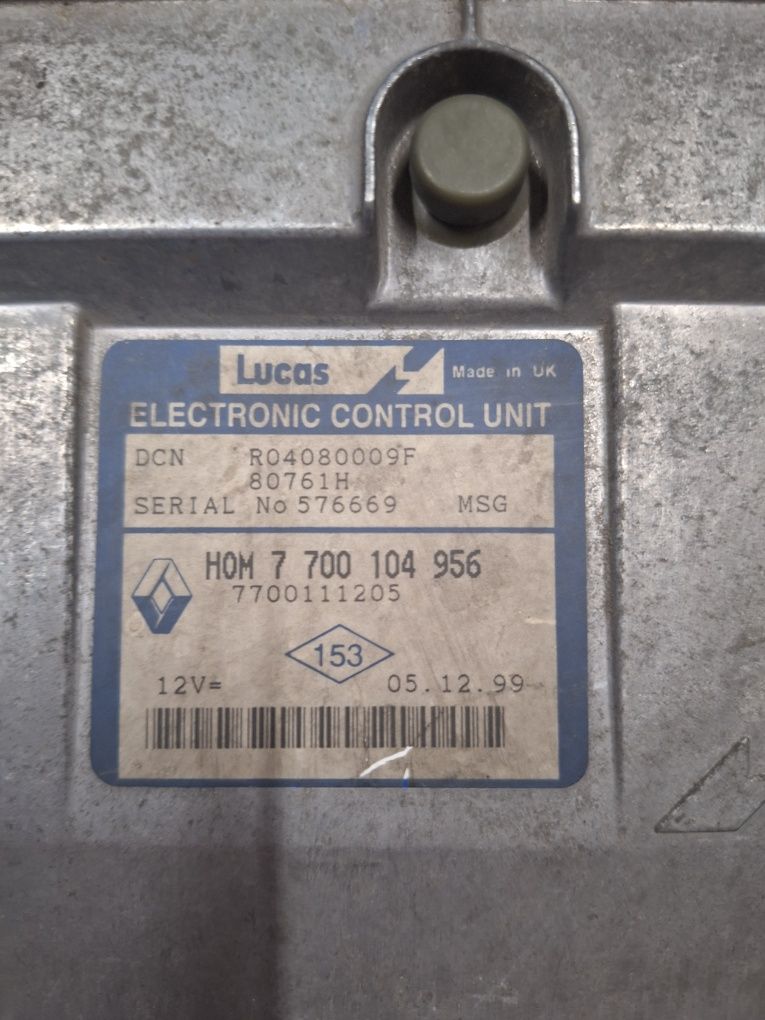 Lucas Made in UK
ELECTRONIC CONTROL UNIT
DCN R04080009F
80761H
SERIAL No 576669 MSG
HOM 7 700 104 956
7700111205
153
12V= 05.12.99